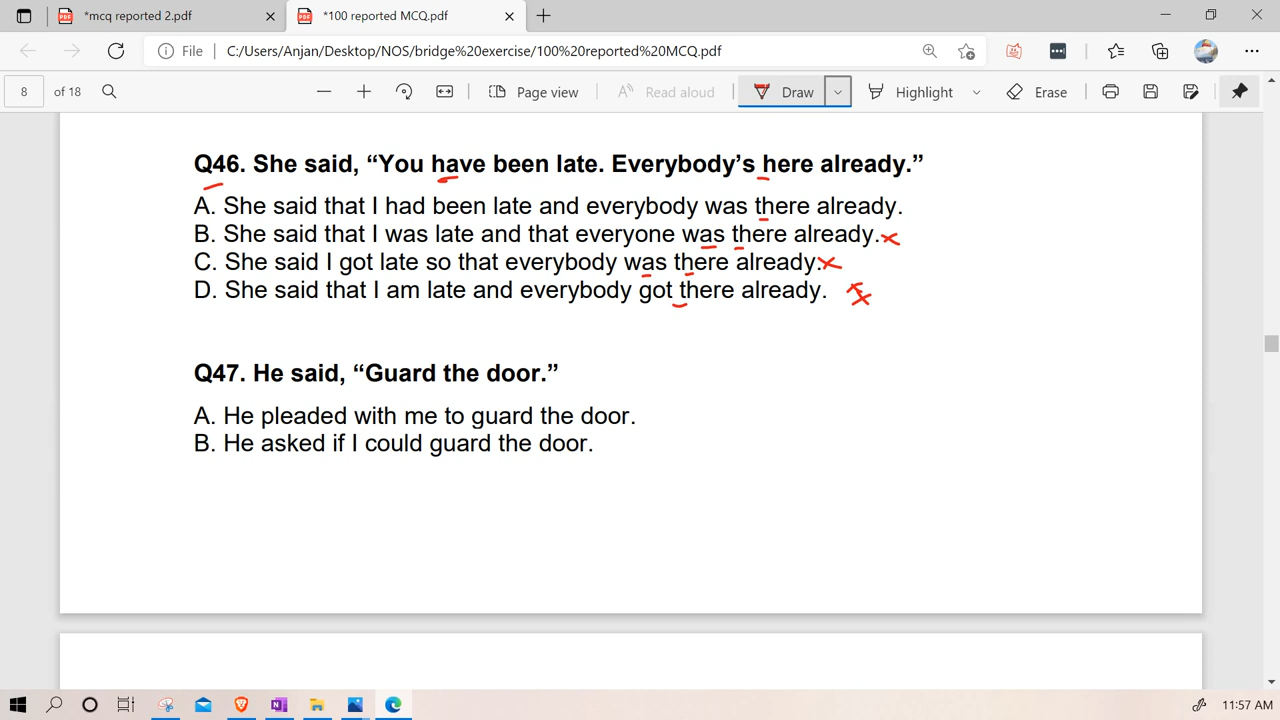 *mcq reported 2.pdf
*100 reported MCQ.pdf
File
C:/Users/Anjan/Desktop/NOS/bridge%20exercise/100%20reported%20MCQ.pdf
8 of 18
Page view
Read aloud
Draw
Highlight
Erase
Q46. She said, “You have been late. Everybody’s here already.”
A. She said that I had been late and everybody was there already.
B. She said that I was late and that everyone was there already.
C. She said I got late so that everybody was there already.
D. She said that I am late and everybody got there already.
Q47. He said, “Guard the door.”
A. He pleaded with me to guard the door.
B. He asked if I could guard the door.
11:57 AM